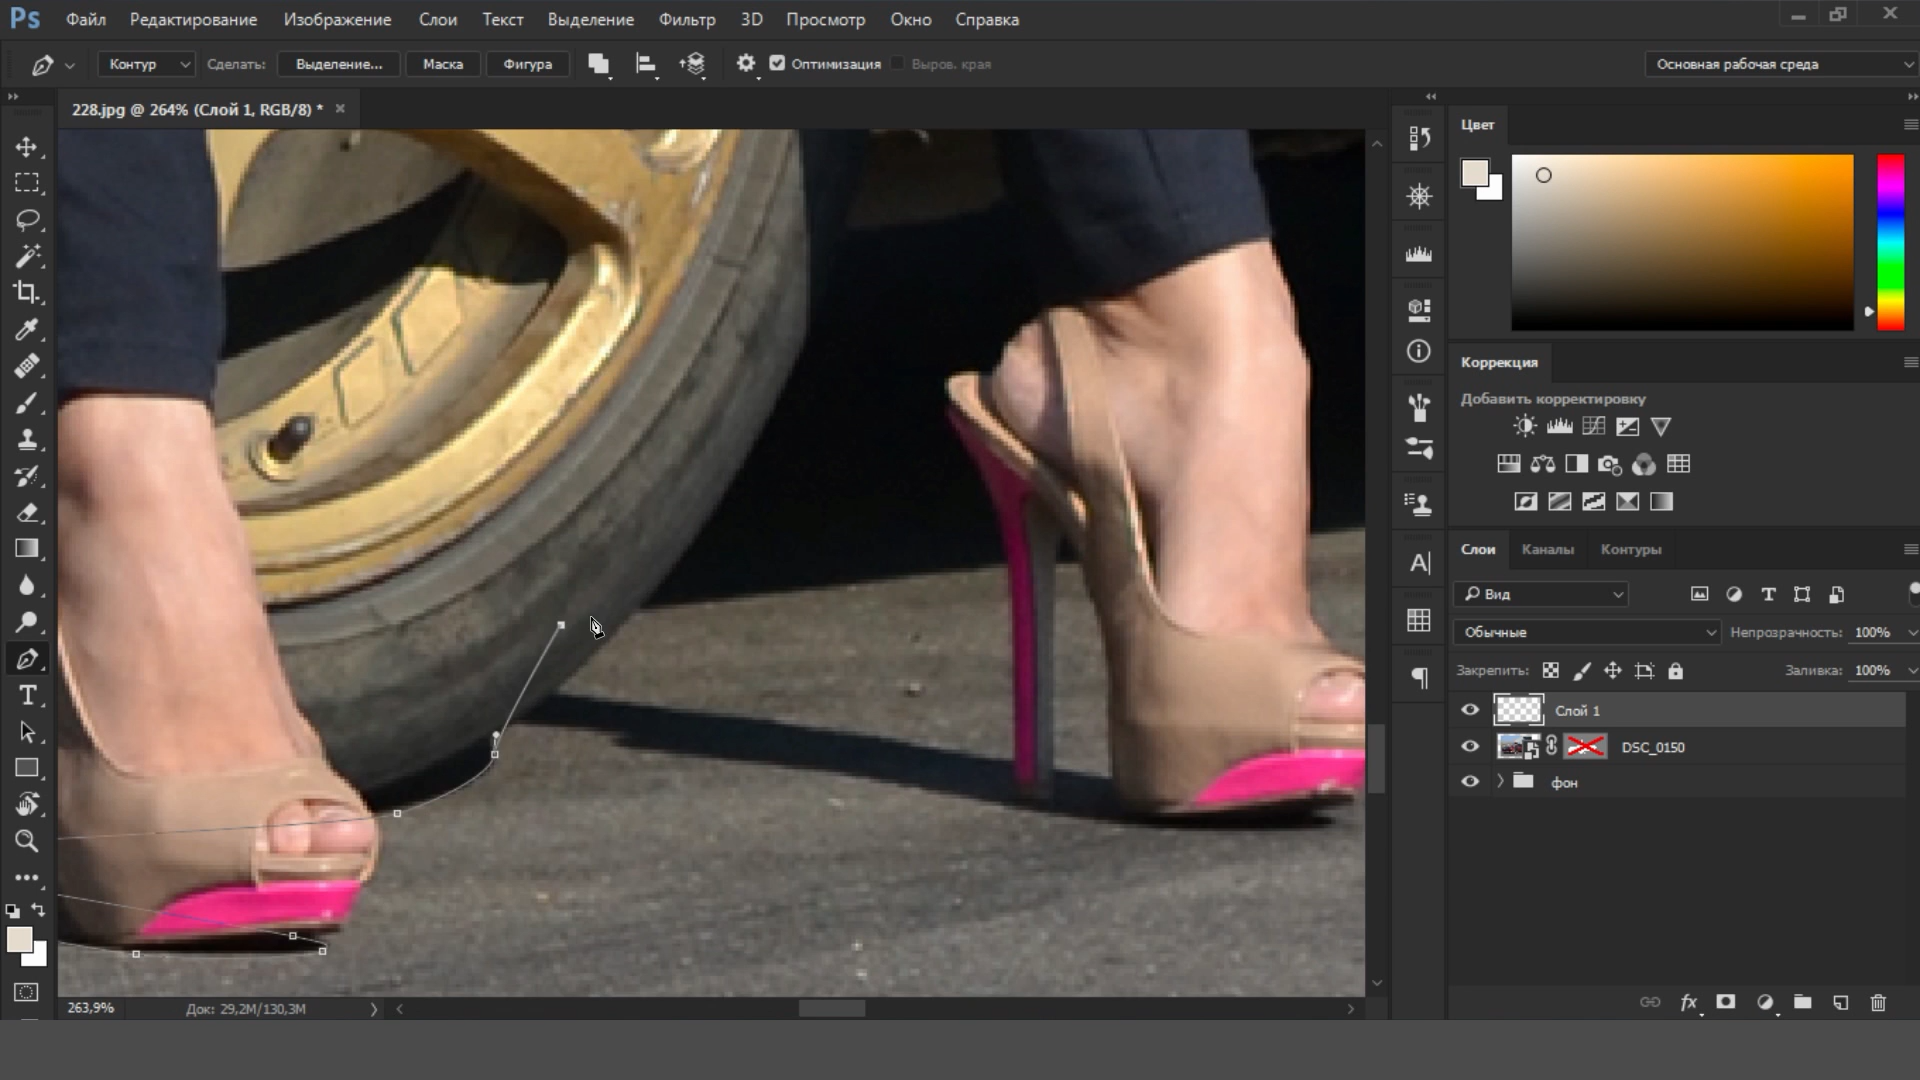 Ps Файл Редактирование Изображение Слои Текст Выделение Фильтр 3D Просмотр Окно Справка
Контур Сделать: Выделение... Маска Фигура Оптимизация Выров. края Основная рабочая среда
228.jpg @ 264% (Слой 1, RGB/8) *
Цвет
Коррекция
Добавить корректировку
Слои Каналы Контуры
Вид
Обычные Непрозрачность: 100%
Закрепить: Заливка: 100%
Слой 1
DSC_0150
фон
263,9% Док: 29,2M/130,3M